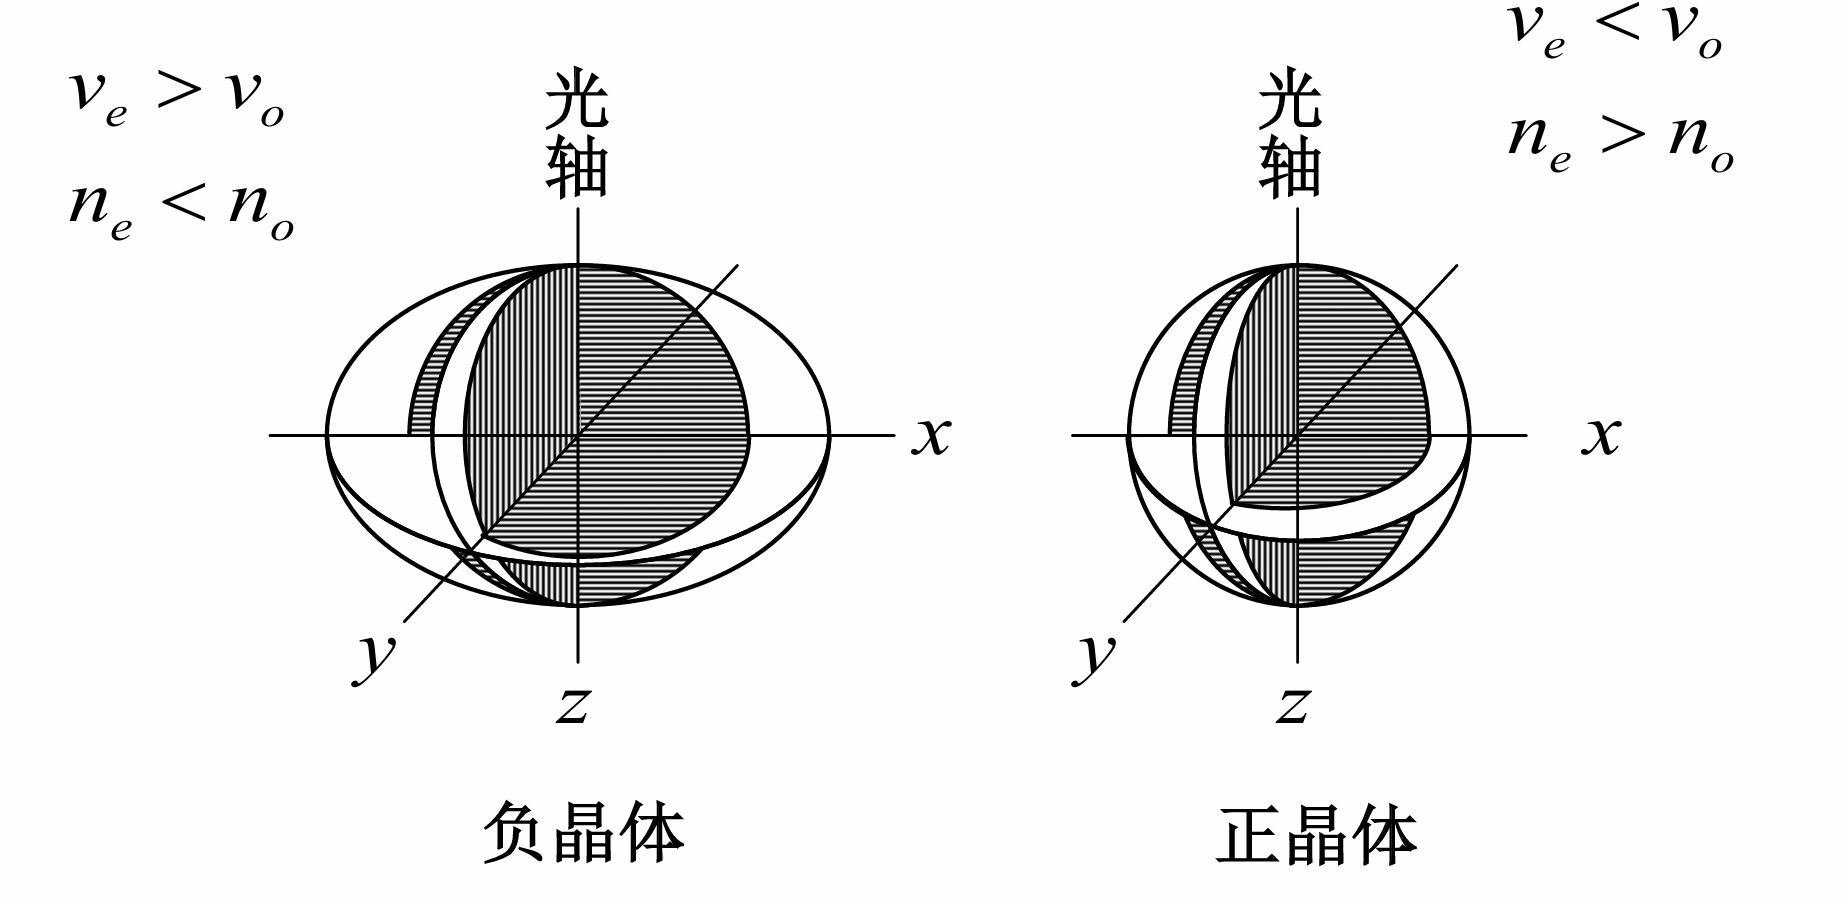 v_e > v_o
n_e < n_o
光轴
x
y
z
负晶体
v_e < v_o
n_e > n_o
光轴
x
y
z
正晶体